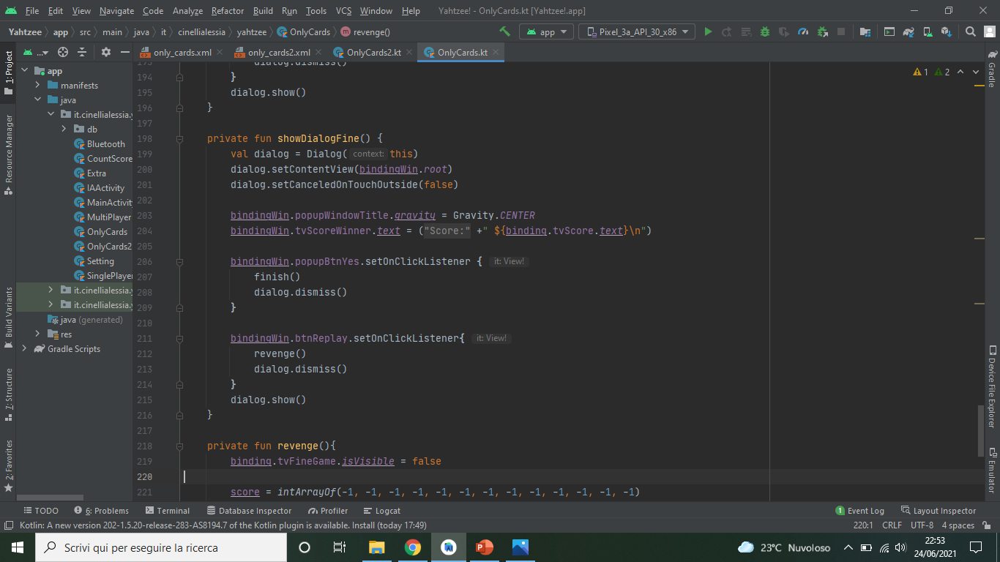 File Edit View Navigate Code Analyze Refactor Build Run Tools VCS Window Help Yahtzee! - OnlyCards.kt [Yahtzee!.app]
Yahtzee app src main java it cinellialessia yahtzee OnlyCards revenge() app Pixel_3a_API_30_x86
... only_cards.xml only_cards2.xml OnlyCards2.kt OnlyCards.kt
1: Project
Resource Manager
Build Variants
7: Structure
2: Favorites
app
manifests
java
it.cinellialessia.y
db
Bluetooth
CountScore
Extra
IAActivity
MainActivit
MultiPlayer
OnlyCards
OnlyCards2
Setting
SinglePlayer
it.cinellialessia.y
it.cinellialessia.y
java (generated)
res
Gradle Scripts
1 2
193 dialog.dismiss()
194 }
195 dialog.show()
196 }
197
198 private fun showDialogFine() {
199 val dialog = Dialog( context: this)
200 dialog.setContentView(bindingWin.root)
201 dialog.setCanceledOnTouchOutside(false)
202
203 bindingWin.popupWindowTitle.gravity = Gravity.CENTER
204 bindingWin.tvScoreWinner.text = ("Score:" +" ${binding.tvScore.text}\n")
205
206 bindingWin.popupBtnYes.setOnClickListener { it: View!
207 finish()
208 dialog.dismiss()
209 }
210
211 bindingWin.btnReplay.setOnClickListener{ it: View!
212 revenge()
213 dialog.dismiss()
214 }
215 dialog.show()
216 }
217
218 private fun revenge(){
219 binding.tvFineGame.isVisible = false
220
221 score = intArrayOf(-1, -1, -1, -1, -1, -1, -1, -1, -1, -1, -1, -1, -1)
Gradle
Device File Explorer
Emulator
TODO 6: Problems Terminal Database Inspector Profiler Logcat 1 Event Log Layout Inspector
Kotlin: A new version 202-1.5.20-release-283-AS8194.7 of the Kotlin plugin is available. Install (today 17:49) 220:1 CRLF UTF-8 4 spaces
Scrivi qui per eseguire la ricerca 23°C Nuvoloso 22:53
24/06/2021